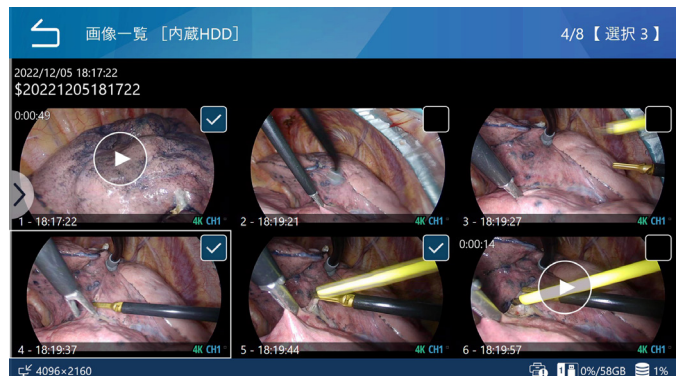 画像一覧 [内蔵HDD]
4/8【 選択 3 】
2022/12/05 18:17:22
$20221205181722
0:00:49
1 - 18:17:22
4K CH1
2 - 18:19:21
4K CH1
3 - 18:19:27
4K CH1
4 - 18:19:37
4K CH1
5 - 18:19:44
4K CH1
0:00:14
6 - 18:19:57
4K CH1
4096×2160
1
0%/58GB
1%